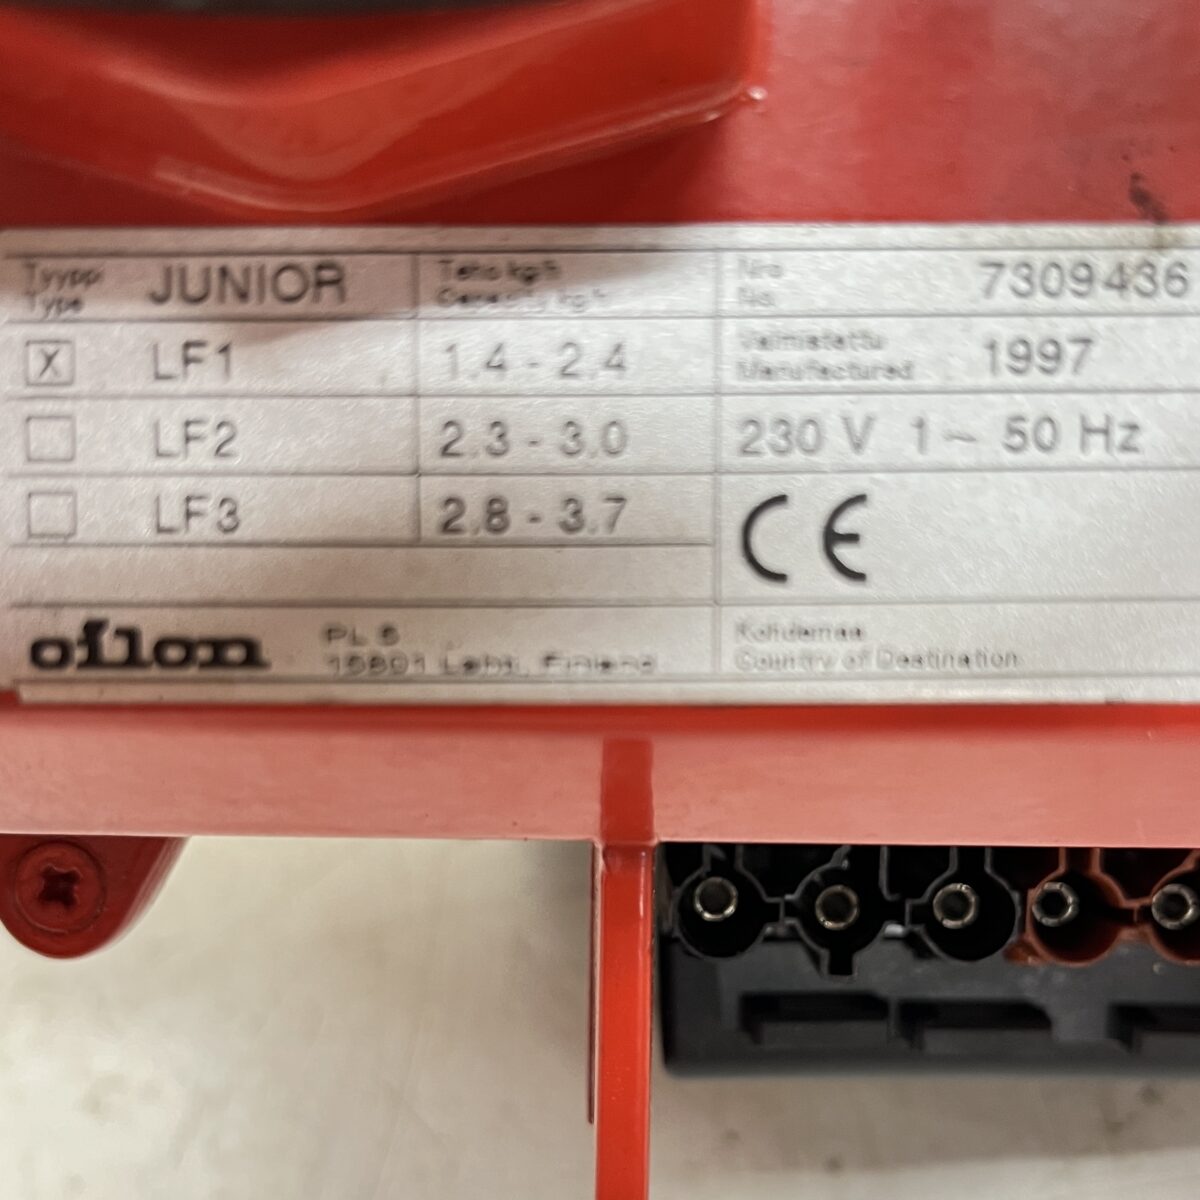 Tyyppi JUNIOR Teho kg/h Nro 7309436
Type Capacity kg/h No.
X LF1 1.4 - 2.4 Valmistettu 1997
Manufactured
LF2 2.3 - 3.0 230 V 1 ~ 50 Hz
LF3 2.8 - 3.7 CE
oilon PL 5 Kohdemaa
15801 Lahti, Finland Country of Destination